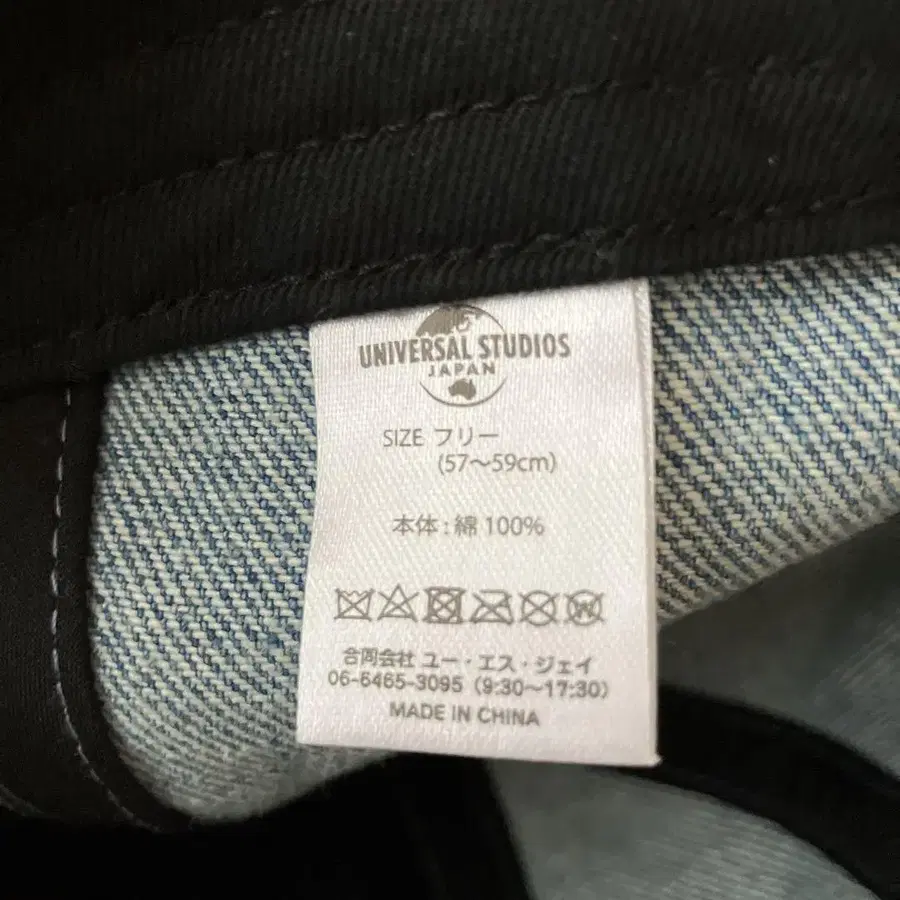 UNIVERSAL STUDIOS
JAPAN
SIZE フリー
(57〜59cm)
本体 : 綿 100%
合同会社 ユー・エス・ジェイ
06-6465-3095 (9:30〜17:30)
MADE IN CHINA